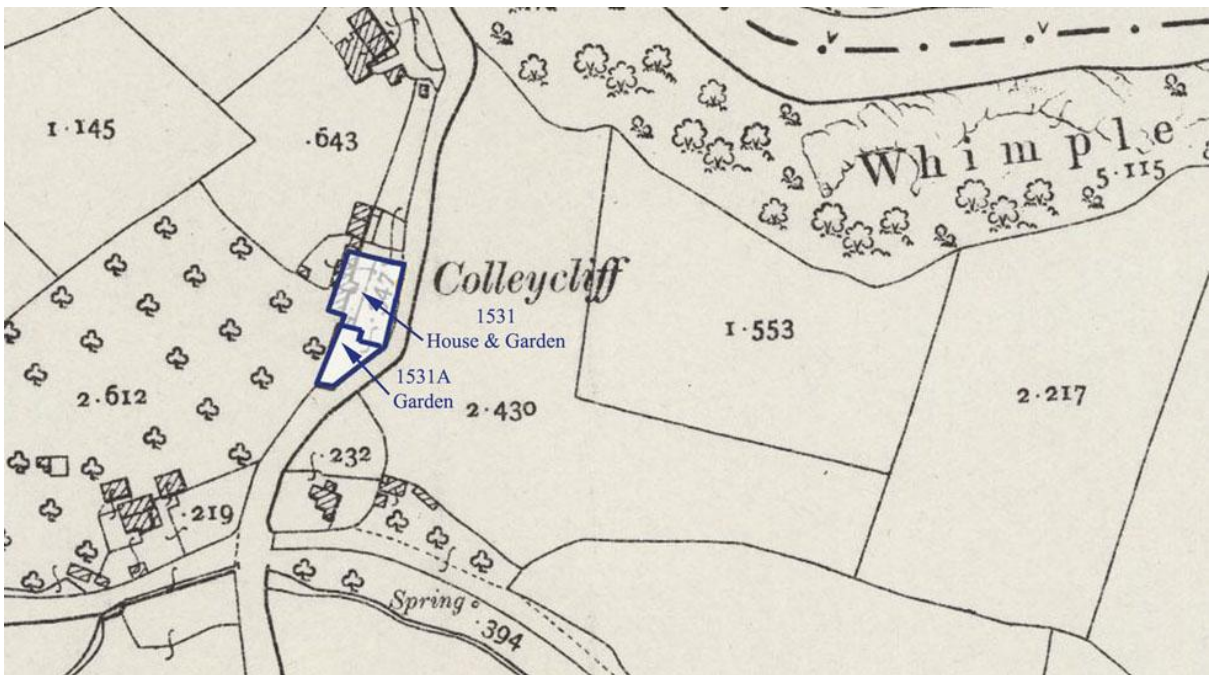 1·145
·643
Whimple
5·115
Colleycliff
1531
House & Garden
1531A
Garden
1·553
2·217
2·612
2·430
·232
·219
Spring
·394